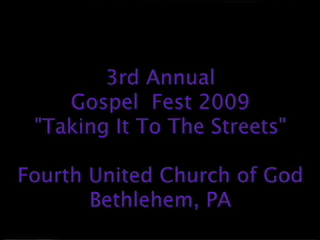 3rd Annual
Gospel  Fest 2009
"Taking It To The Streets"
Fourth United Church of God
Bethlehem, PA